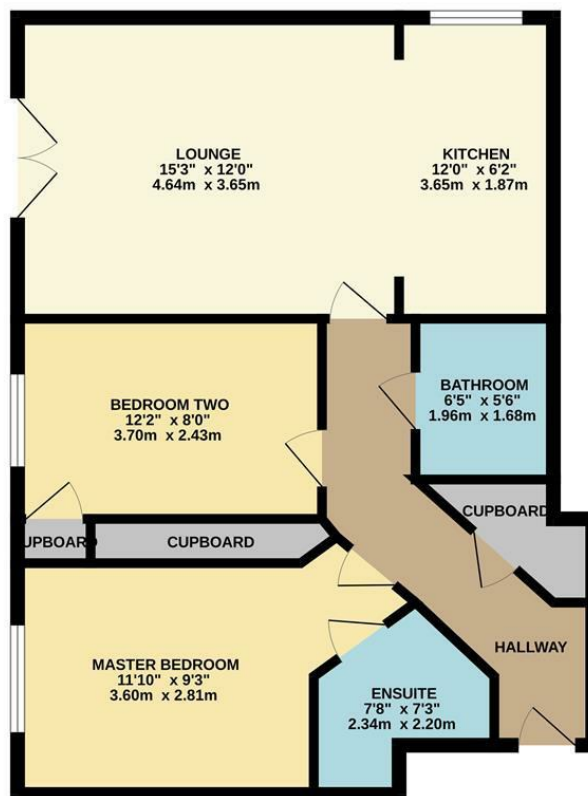 LOUNGE
15'3" x 12'0"
4.64m x 3.65m
KITCHEN
12'0" x 6'2"
3.65m x 1.87m
BEDROOM TWO
12'2" x 8'0"
3.70m x 2.43m
BATHROOM
6'5" x 5'6"
1.96m x 1.68m
CUPBOARD
UPBOARD
CUPBOARD
HALLWAY
MASTER BEDROOM
11'10" x 9'3"
3.60m x 2.81m
ENSUITE
7'8" x 7'3"
2.34m x 2.20m